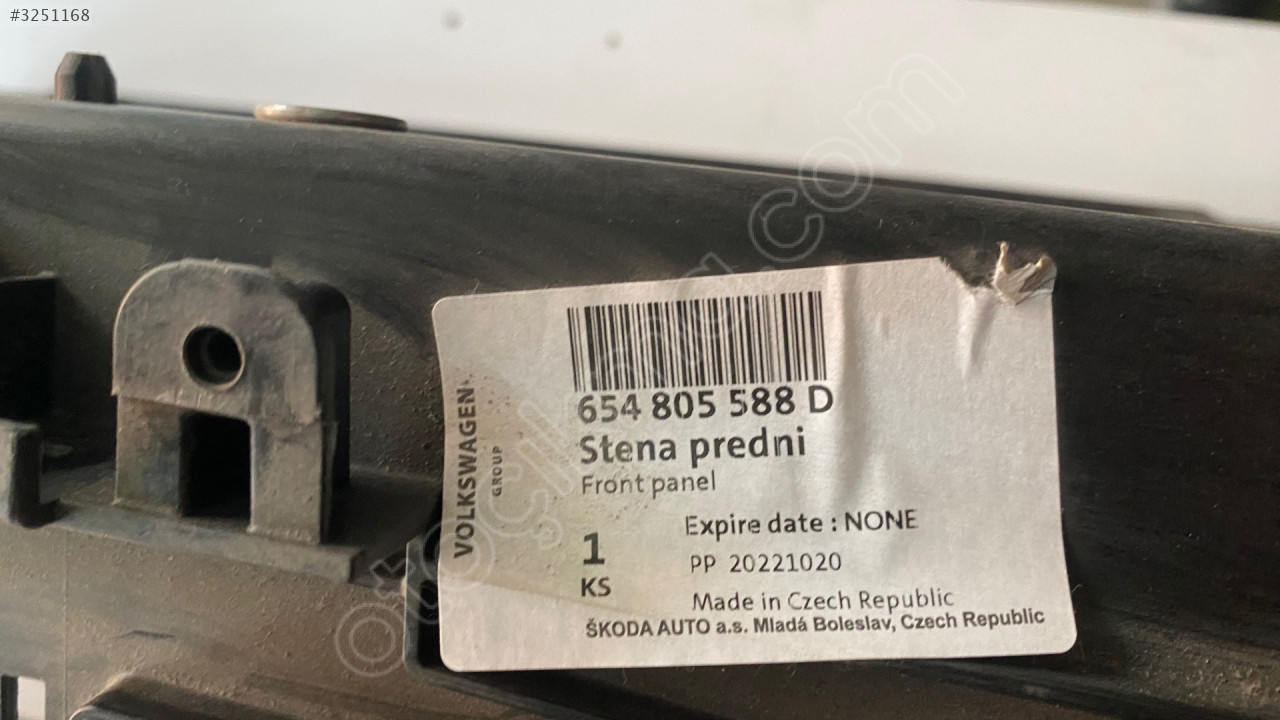 #3251168
654 805 588 D
Stena predni
Front panel
VOLKSWAGEN
GROUP
Expire date : NONE
1
KS
PP 20221020
Made in Czech Republic
ŠKODA AUTO a.s. Mladá Boleslav, Czech Republic
otoçıkma.com